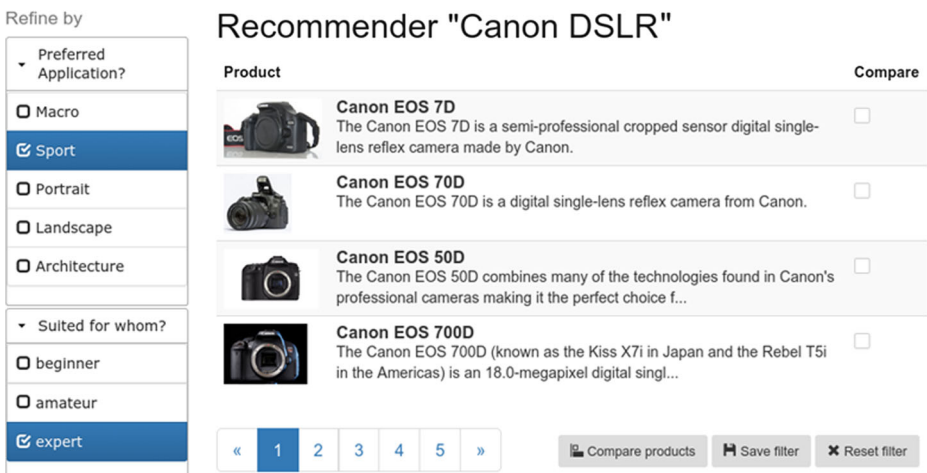 Refine by
Preferred
Application?
Macro
Sport
Portrait
Landscape
Architecture
Suited for whom?
beginner
amateur
expert
Recommender "Canon DSLR"
Product
Compare
Canon EOS 7D
The Canon EOS 7D is a semi-professional cropped sensor digital single-
lens reflex camera made by Canon.
EOS
Canon EOS 70D
The Canon EOS 70D is a digital single-lens reflex camera from Canon.
Canon EOS 50D
The Canon EOS 50D combines many of the technologies found in Canon's
professional cameras making it the perfect choice f...
Canon EOS 700D
The Canon EOS 700D (known as the Kiss X7i in Japan and the Rebel T5i
in the Americas) is an 18.0-megapixel digital singl...
« 1 2 3 4 5 »
Compare products
Save filter
Reset filter